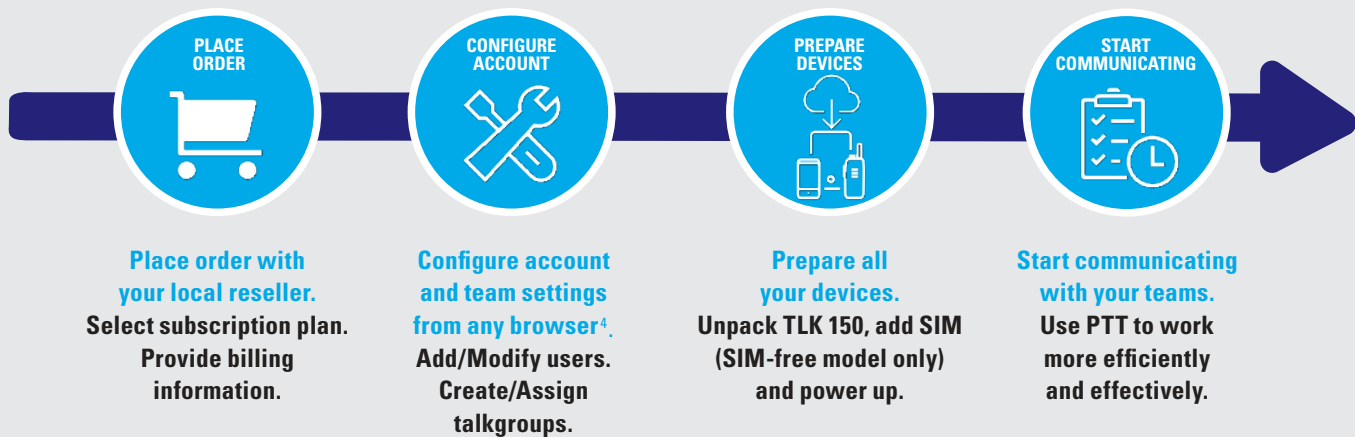 PLACE
ORDER
CONFIGURE
ACCOUNT
PREPARE
DEVICES
START
COMMUNICATING
Place order with
your local reseller.
Select subscription plan.
Provide billing
information.
Configure account
and team settings
from any browser⁴.
Add/Modify users.
Create/Assign
talkgroups.
Prepare all
your devices.
Unpack TLK 150, add SIM
(SIM-free model only)
and power up.
Start communicating
with your teams.
Use PTT to work
more efficiently
and effectively.